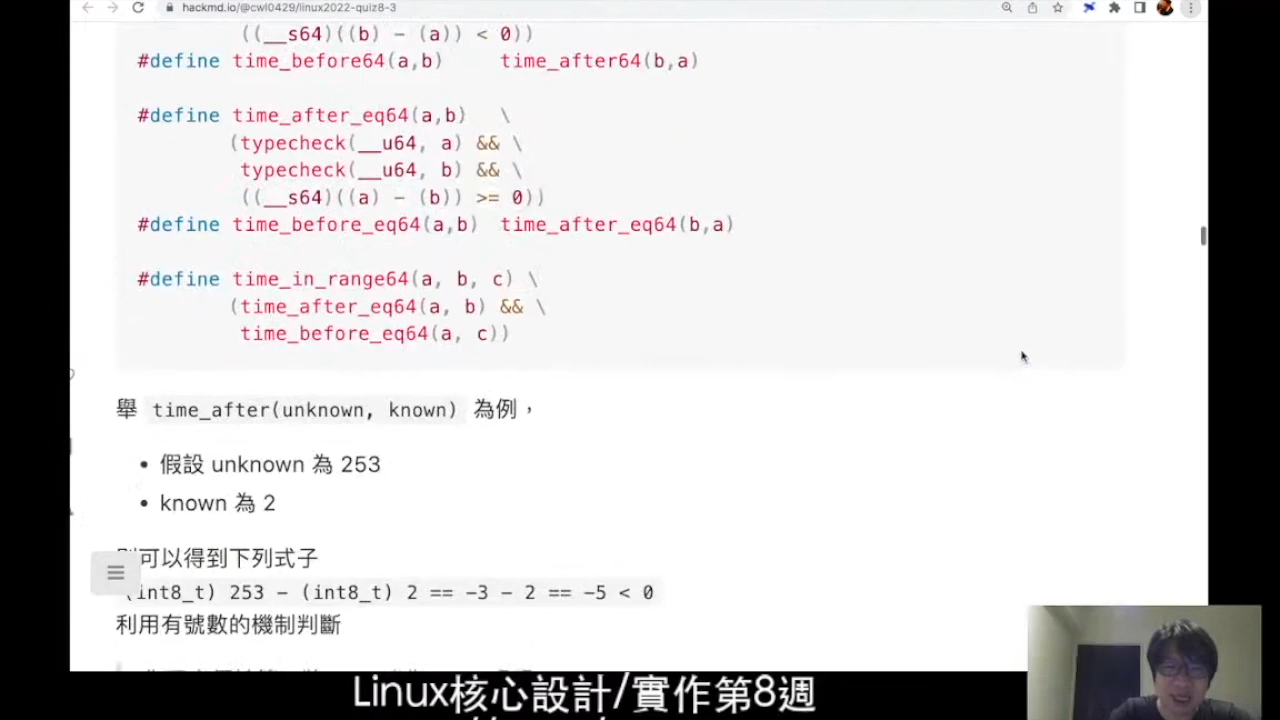 hackmd.io/@cwl0429/linux2022-quiz8-3
((__s64)((b) - (a)) < 0))
#define time_before64(a,b) time_after64(b,a)
#define time_after_eq64(a,b) \
(typecheck(__u64, a) && \
typecheck(__u64, b) && \
((__s64)((a) - (b)) >= 0))
#define time_before_eq64(a,b) time_after_eq64(b,a)
#define time_in_range64(a, b, c) \
(time_after_eq64(a, b) && \
time_before_eq64(a, c))
舉 time_after(unknown, known) 為例，
• 假設 unknown 為 253
• known 為 2
可以得到下列式子
(int8_t) 253 - (int8_t) 2 == -3 - 2 == -5 < 0
利用有號數的機制判斷
Linux核心設計/實作第8週